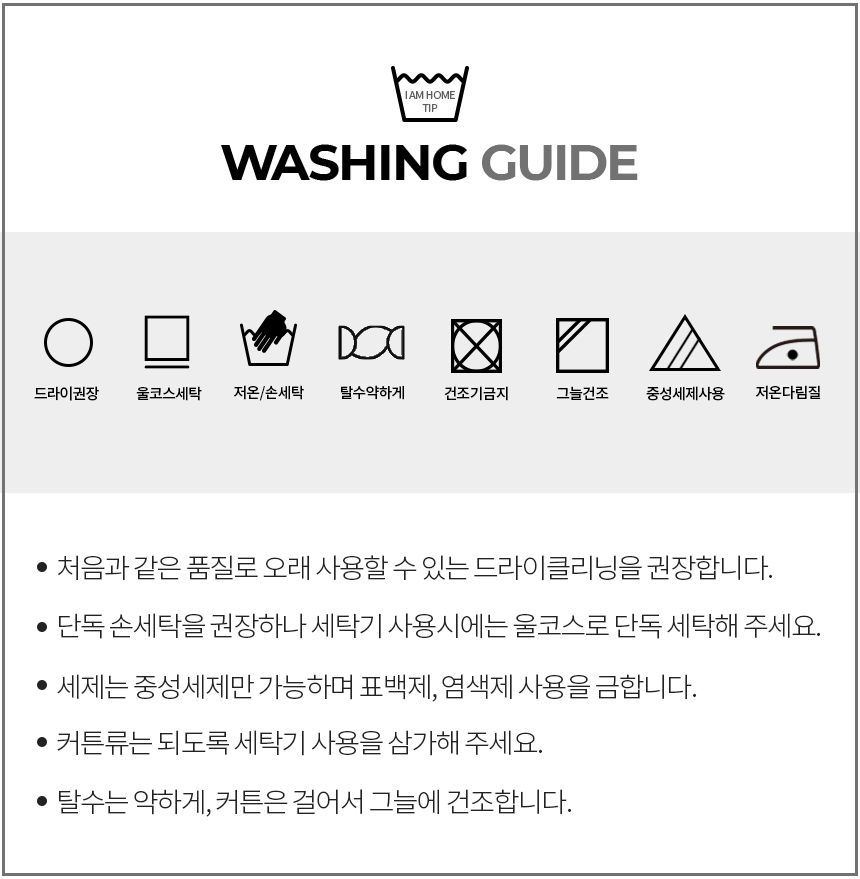 I AM HOME
TIP
WASHING GUIDE
드라이권장
울코스세탁
저온/손세탁
탈수약하게
건조기금지
그늘건조
중성세제사용
저온다림질
처음과 같은 품질로 오래 사용할 수 있는 드라이클리닝을 권장합니다.
단독 손세탁을 권장하나 세탁기 사용시에는 울코스로 단독 세탁해 주세요.
세제는 중성세제만 가능하며 표백제, 염색제 사용을 금합니다.
커튼류는 되도록 세탁기 사용을 삼가해 주세요.
탈수는 약하게, 커튼은 걸어서 그늘에 건조합니다.